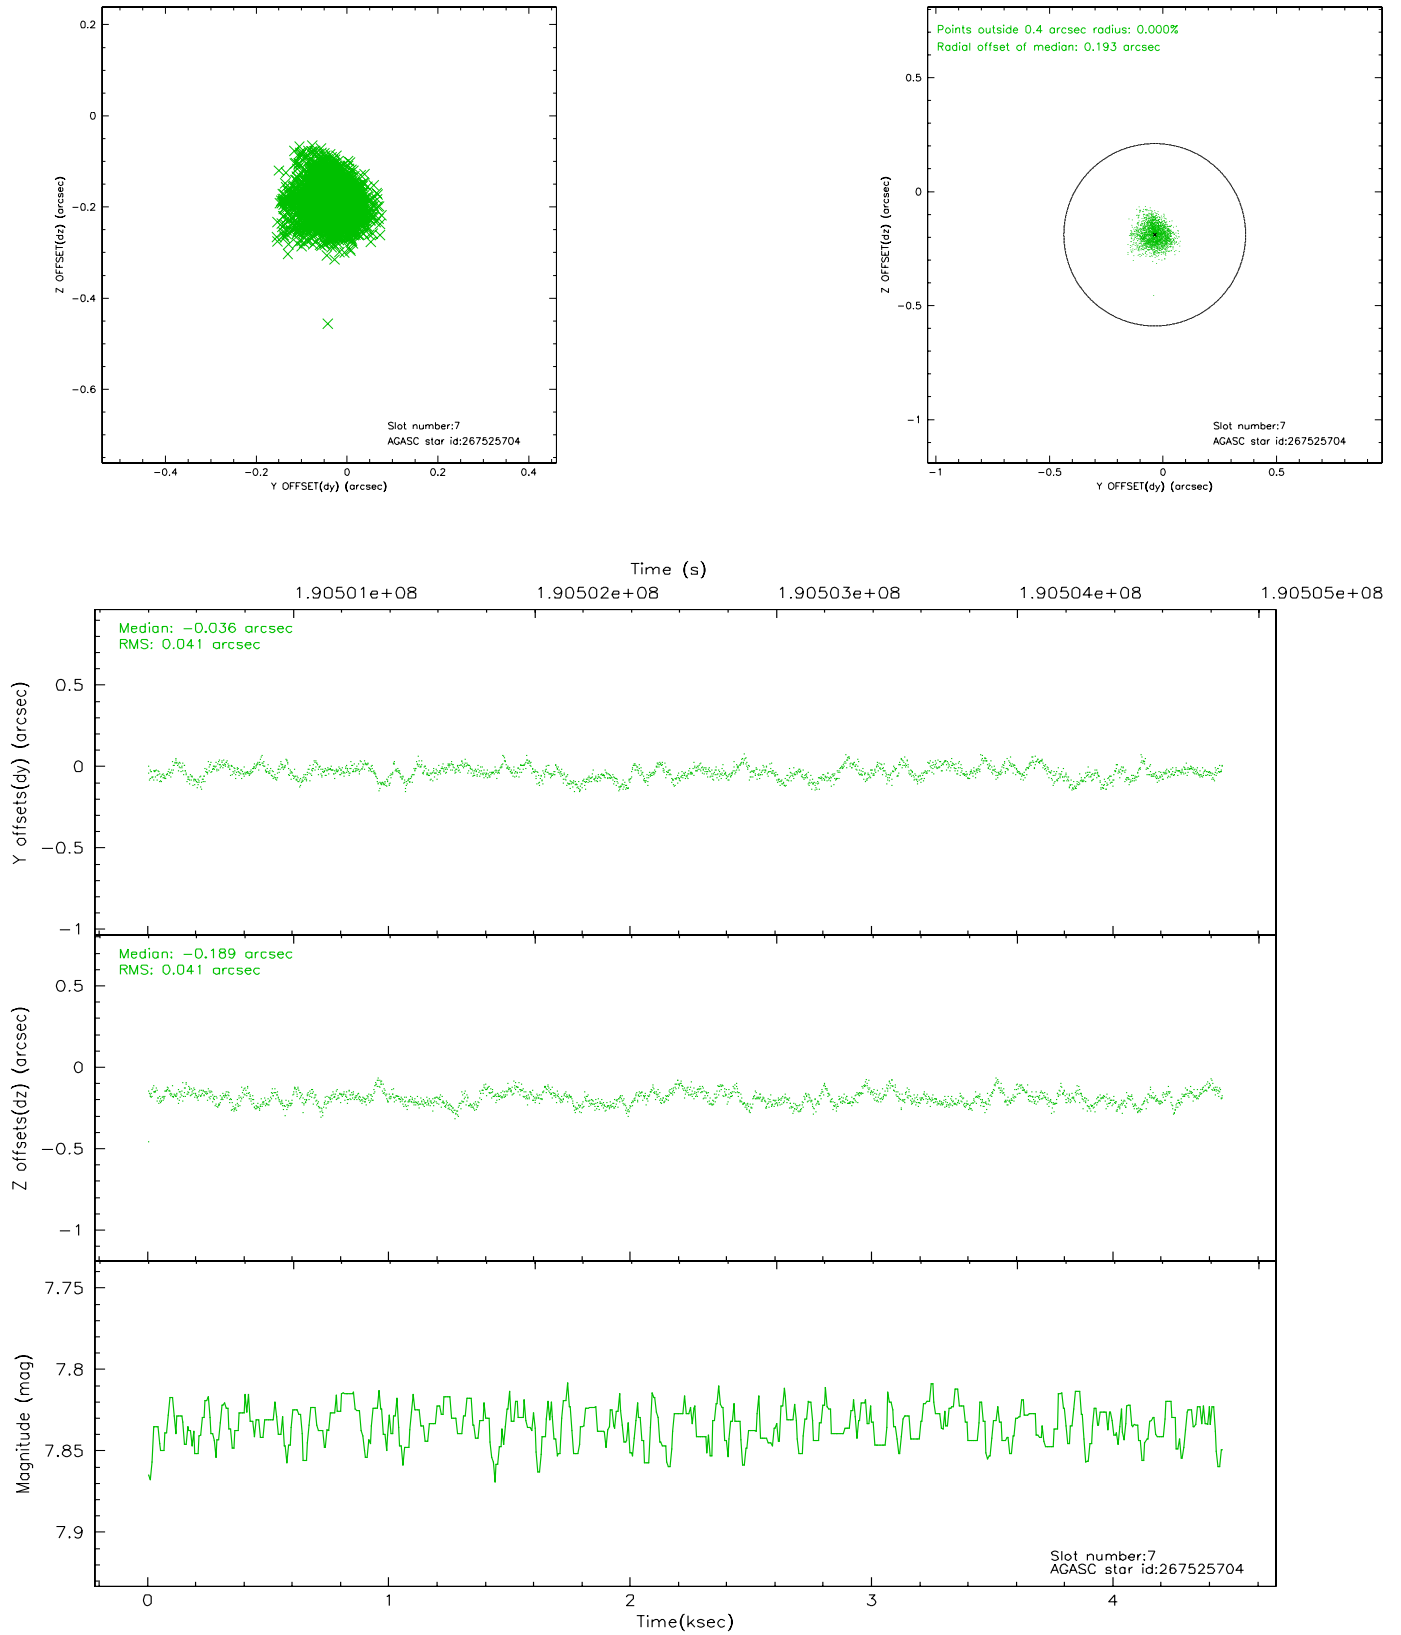 0.2
0
−0.2
−0.4
−0.6
Z OFFSET(dz) (arcsec)
Slot number:7
AGASC star id:267525704
−0.4 −0.2 0 0.2 0.4
Y OFFSET(dy) (arcsec)
Points outside 0.4 arcsec radius: 0.000%
Radial offset of median: 0.193 arcsec
0.5
0
−0.5
−1
Z OFFSET(dz) (arcsec)
Slot number:7
AGASC star id:267525704
−1 −0.5 0 0.5
Y OFFSET(dy) (arcsec)
Time (s)
1.90501e+08 1.90502e+08 1.90503e+08 1.90504e+08 1.90505e+08
Median: −0.036 arcsec
RMS: 0.041 arcsec
0.5
0
−0.5
−1
Y offsets(dy) (arcsec)
Median: −0.189 arcsec
RMS: 0.041 arcsec
0.5
0
−0.5
−1
Z offsets(dz) (arcsec)
7.75
7.8
7.85
7.9
Magnitude (mag)
Slot number:7
AGASC star id:267525704
0 1 2 3 4
Time(ksec)